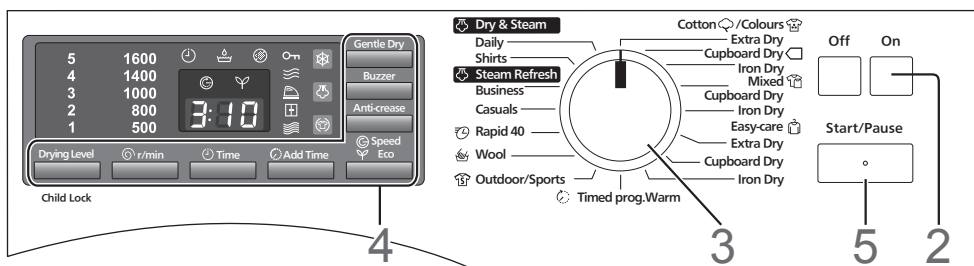 5 1600
4 1400
3 1000
2 800
1 500
3:10
Gentle Dry
Buzzer
Anti-crease
Speed
Eco
Drying Level
r/min
Time
Add Time
Child Lock
4
Dry & Steam
Daily
Shirts
Steam Refresh
Business
Casuals
Rapid 40
Wool
Outdoor/Sports
Timed prog.Warm
Cotton /Colours
Extra Dry
Cupboard Dry
Iron Dry
Mixed
Cupboard Dry
Iron Dry
Easy-care
Extra Dry
Cupboard Dry
Iron Dry
3
Off On
Start/Pause
5 2